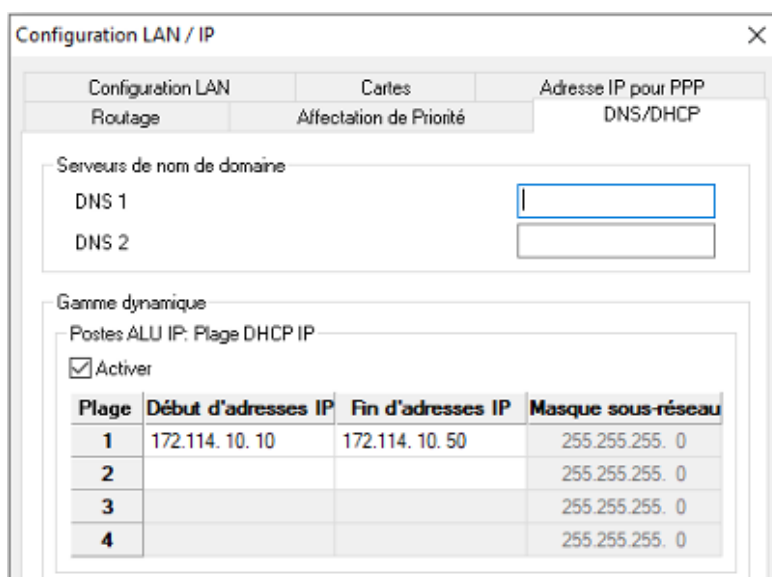 Configuration LAN / IP
Configuration LAN Cartes Adresse IP pour PPP
Routage Affectation de Priorité DNS/DHCP
Serveurs de nom de domaine
DNS 1
DNS 2
Gamme dynamique
Postes ALU IP: Plage DHCP IP
Activer
Plage Début d'adresses IP Fin d'adresses IP Masque sous-réseau
1 172.114. 10. 10 172.114. 10. 50 255.255.255. 0
2 255.255.255. 0
3 255.255.255. 0
4 255.255.255. 0